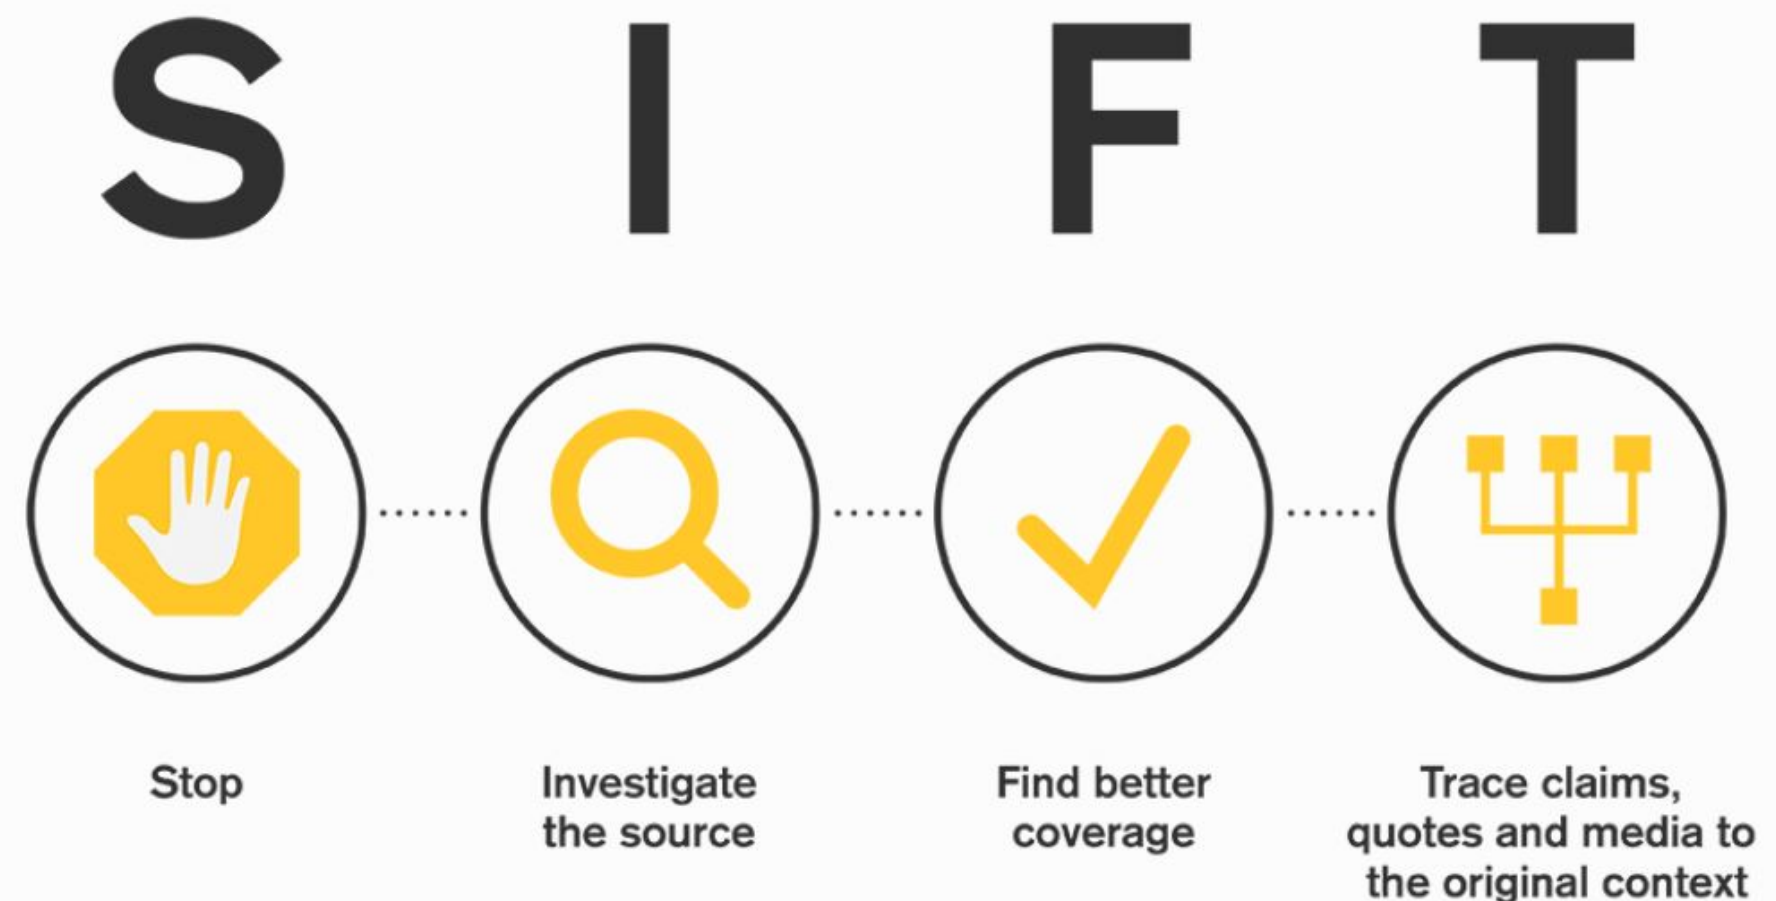 S I F T
Stop
Investigate
the source
Find better
coverage
Trace claims,
quotes and media to
the original context